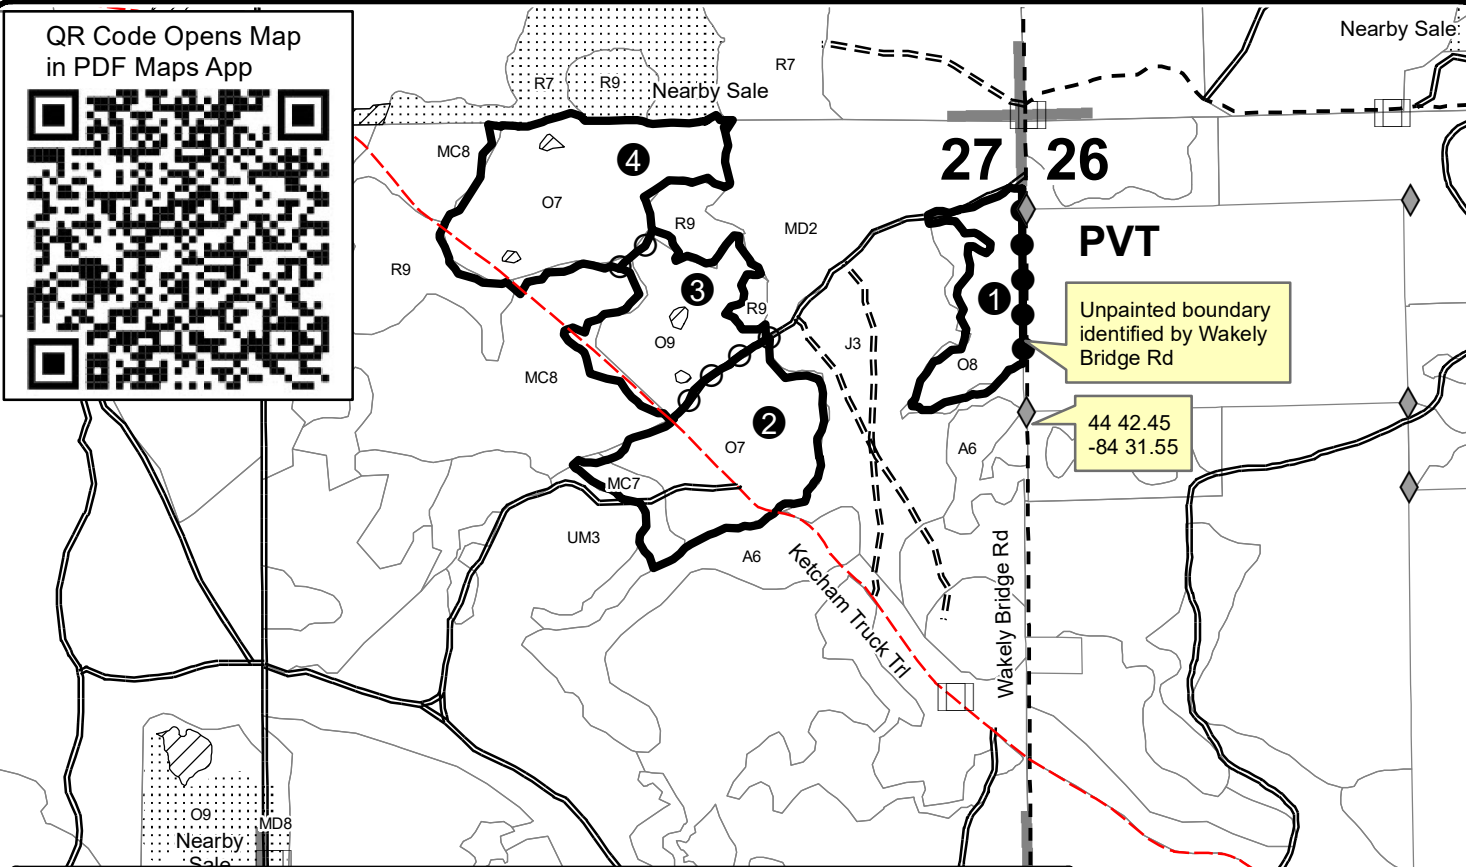 QR Code Opens Map
in PDF Maps App
Nearby Sale
R7
R7
R9
Nearby Sale
MC8
4
27
26
O7
R9
MD2
PVT
R9
3
1
R9
Unpainted boundary
identified by Wakely
Bridge Rd
O9
J3
O8
MC8
2
44 42.45
-84 31.55
O7
A6
MC7
UM3
A6
Ketcham Truck Trl
Wakely Bridge Rd
O9
MD8
Nearby
Sale